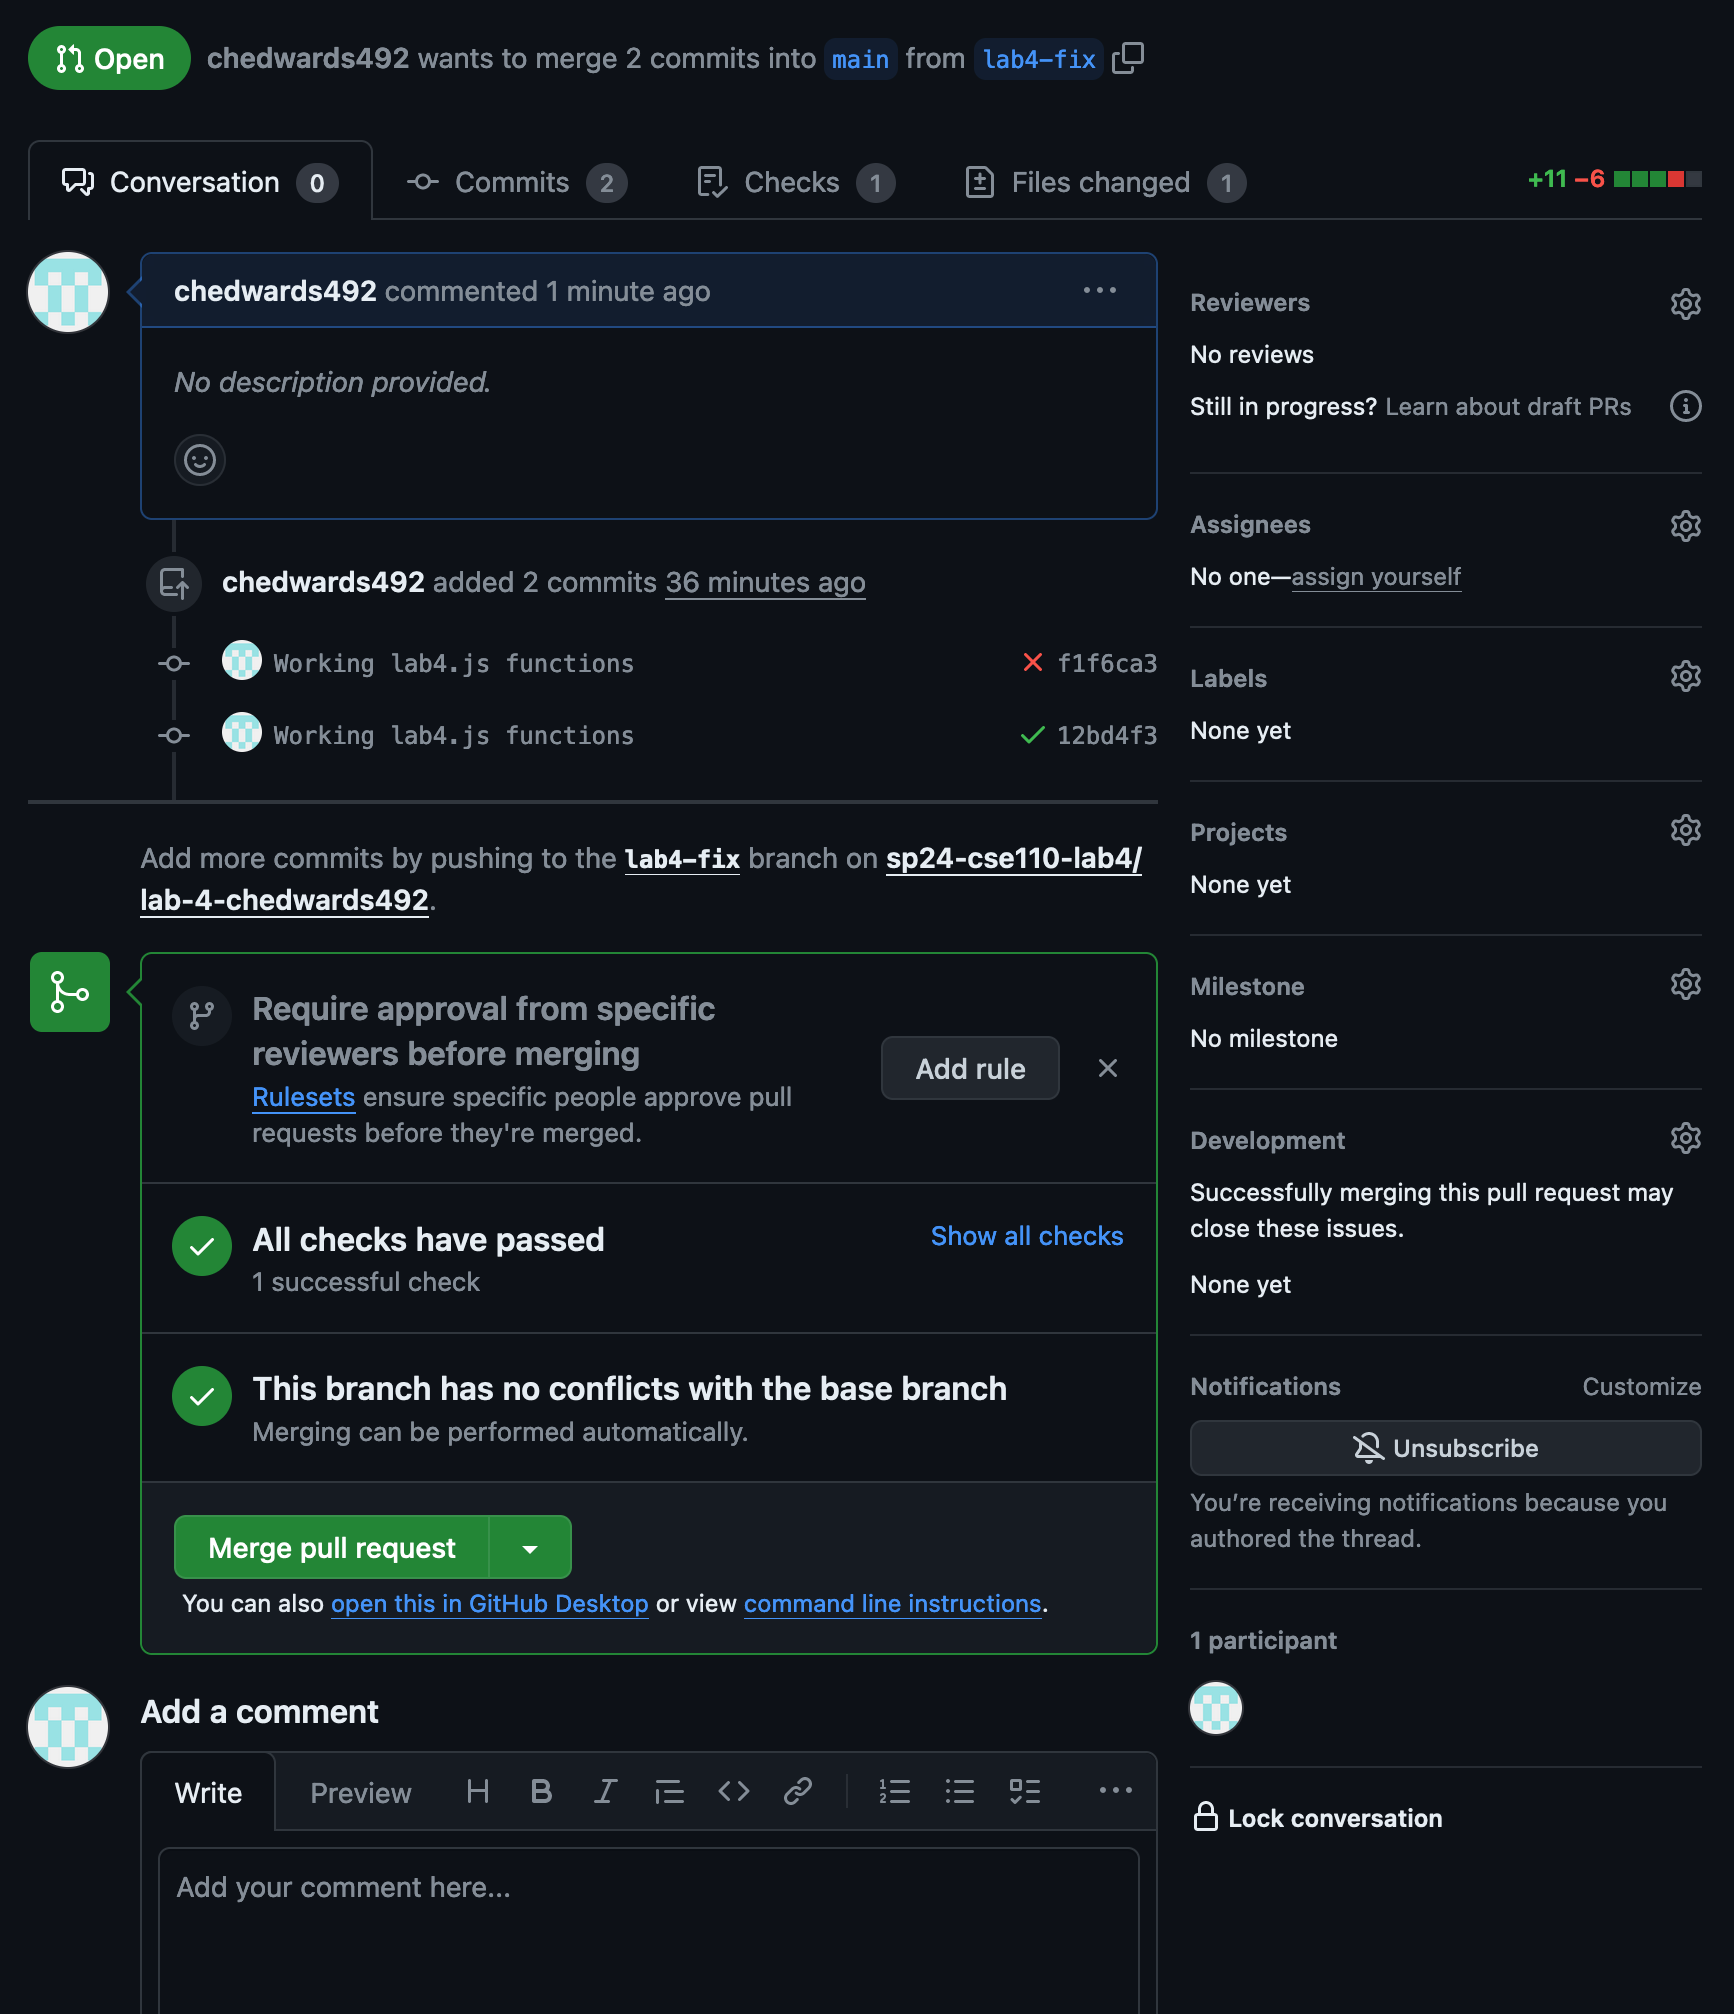 Open chedwards492 wants to merge 2 commits into main from lab4-fix
Conversation 0 Commits 2 Checks 1 Files changed 1 +11 −6
chedwards492 commented 1 minute ago
No description provided.
chedwards492 added 2 commits 36 minutes ago
Working lab4.js functions f1f6ca3
Working lab4.js functions 12bd4f3
Add more commits by pushing to the lab4-fix branch on sp24-cse110-lab4/
lab-4-chedwards492.
Require approval from specific
reviewers before merging
Rulesets ensure specific people approve pull
requests before they're merged.
Add rule
All checks have passed
Show all checks
1 successful check
This branch has no conflicts with the base branch
Merging can be performed automatically.
Merge pull request
You can also open this in GitHub Desktop or view command line instructions.
Add a comment
Write Preview H B I
Add your comment here...
Reviewers
No reviews
Still in progress? Learn about draft PRs
Assignees
No one—assign yourself
Labels
None yet
Projects
None yet
Milestone
No milestone
Development
Successfully merging this pull request may
close these issues.
None yet
Notifications Customize
Unsubscribe
You’re receiving notifications because you
authored the thread.
1 participant
Lock conversation